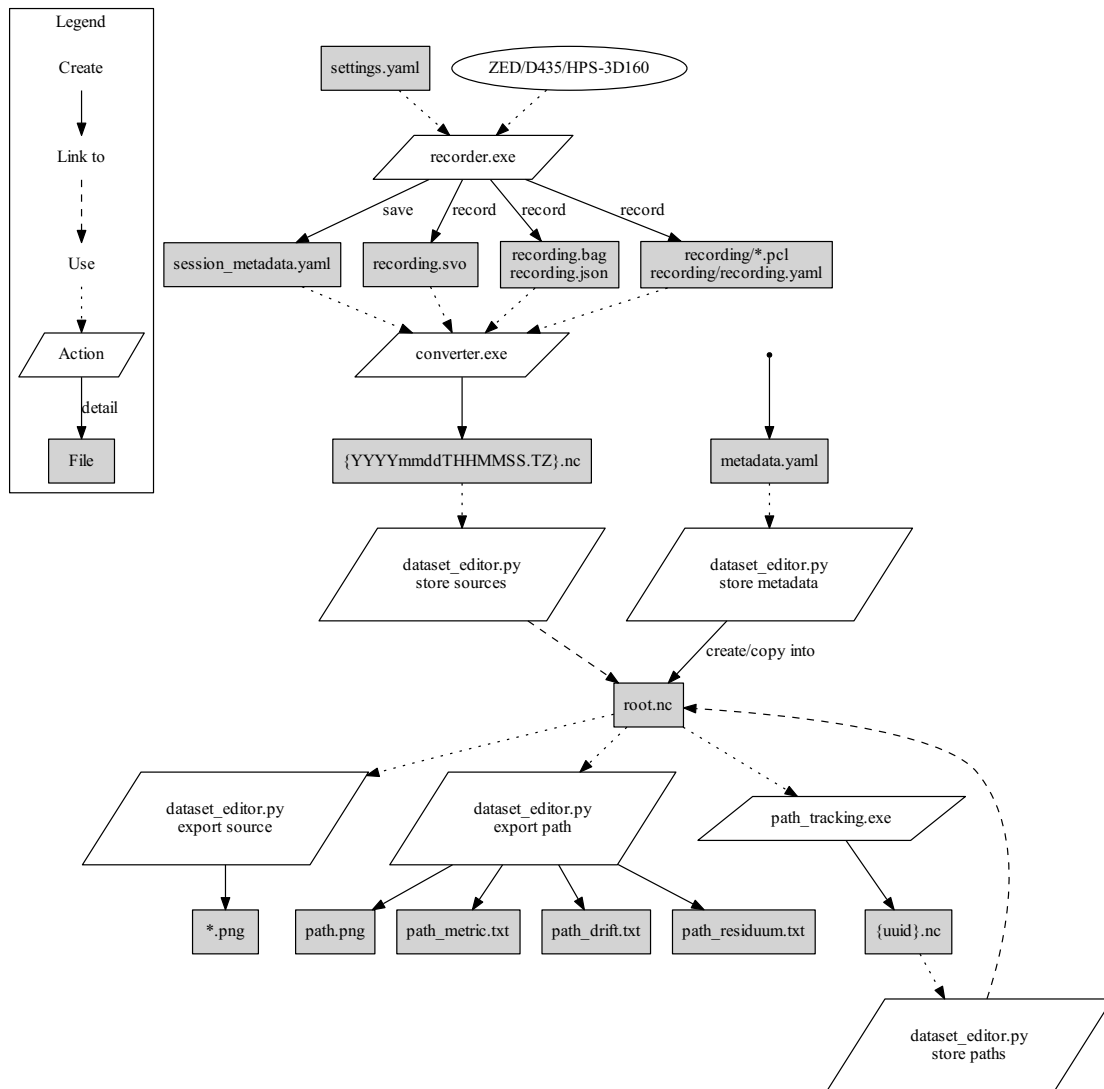 Legend
Create
Link to
Use
Action
detail
File
settings.yaml
ZED/D435/HPS-3D160
recorder.exe
save
record
record
record
session_metadata.yaml
recording.svo
recording.bag
recording.json
recording/*.pcl
recording/recording.yaml
converter.exe
{YYYYmmddTHHMMSS.TZ}.nc
metadata.yaml
dataset_editor.py
store sources
dataset_editor.py
store metadata
create/copy into
root.nc
dataset_editor.py
export source
dataset_editor.py
export path
path_tracking.exe
*.png
path.png
path_metric.txt
path_drift.txt
path_residuum.txt
{uuid}.nc
dataset_editor.py
store paths